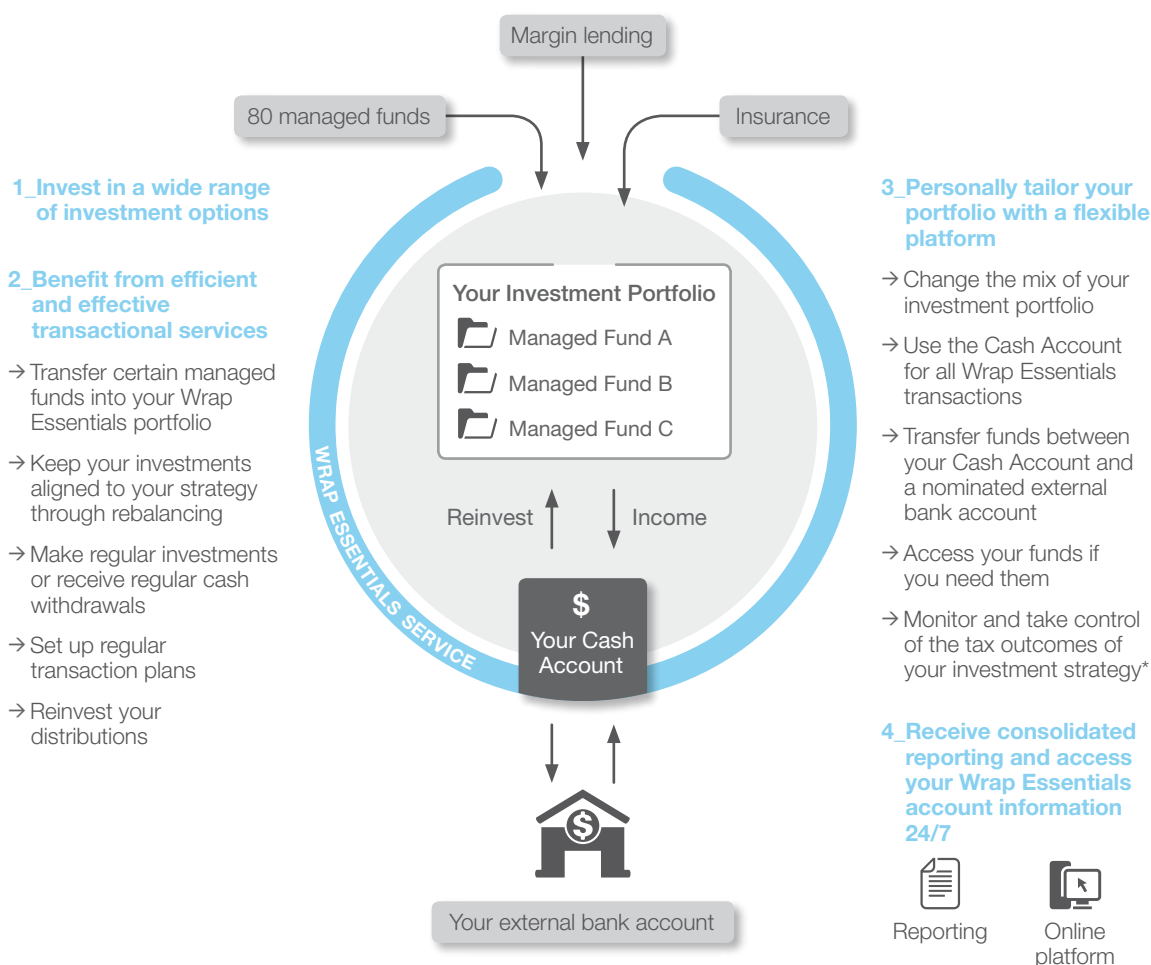 Margin lending
80 managed funds
Insurance
1_Invest in a wide range
of investment options
2_Benefit from efficient
and effective
transactional services
→ Transfer certain managed
funds into your Wrap
Essentials portfolio
→ Keep your investments
aligned to your strategy
through rebalancing
→ Make regular investments
or receive regular cash
withdrawals
→ Set up regular
transaction plans
→ Reinvest your
distributions
Your Investment Portfolio
Managed Fund A
Managed Fund B
Managed Fund C
Reinvest
Income
WRAP ESSENTIALS SERVICE
$
Your Cash
Account
$
Your external bank account
3_Personally tailor your
portfolio with a flexible
platform
→ Change the mix of your
investment portfolio
→ Use the Cash Account
for all Wrap Essentials
transactions
→ Transfer funds between
your Cash Account and
a nominated external
bank account
→ Access your funds if
you need them
→ Monitor and take control
of the tax outcomes of
your investment strategy*
4_Receive consolidated
reporting and access
your Wrap Essentials
account information
24/7
Reporting
Online
platform